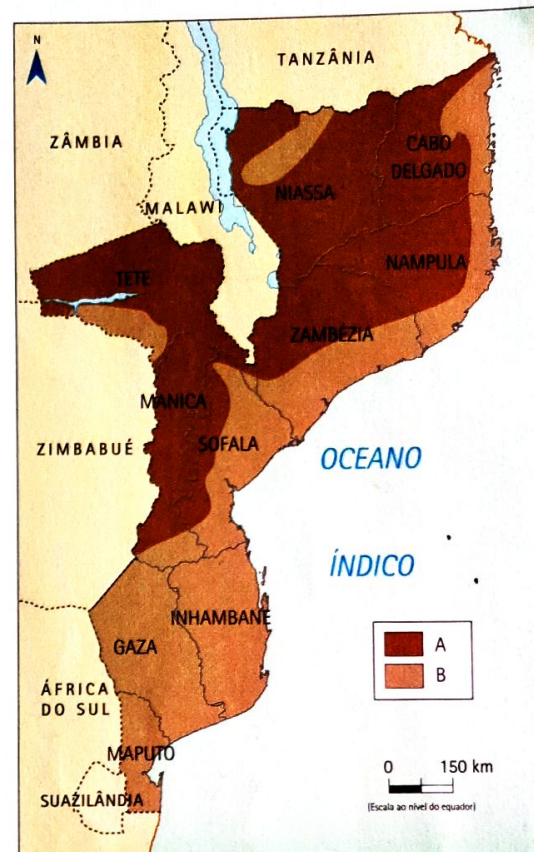 N
TANZÂNIA
ZÂMBIA
CABO
DELGADO
NIASSA
MALAWI
NAMPULA
TETE
ZAMBÉZIA
MANICA
ZIMBABUÉ
SOFALA
OCEANO
ÍNDICO
INHAMBANE
GAZA
A
B
ÁFRICA
DO SUL
MAPUTO
0 150 km
SUAZILÂNDIA
(Escala ao nível do equador)